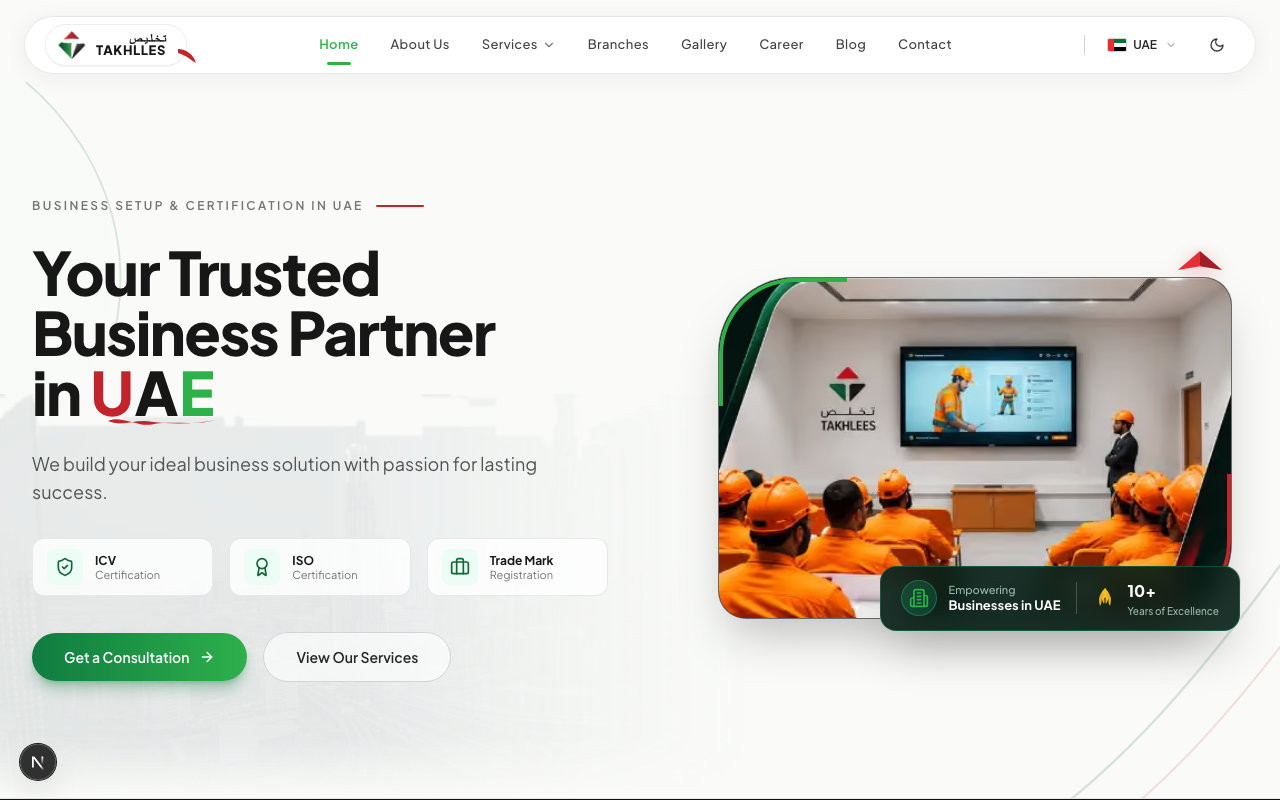 تخليص
TAKHLLES
Home
About Us
Services
Branches
Gallery
Career
Blog
Contact
UAE
BUSINESS SETUP & CERTIFICATION IN UAE
Your Trusted
Business Partner
in UAE
We build your ideal business solution with passion for lasting
success.
ICV
Certification
ISO
Certification
Trade Mark
Registration
Get a Consultation
View Our Services
تخلـص
TAKHLEES
Empowering
Businesses in UAE
10+
Years of Excellence
N